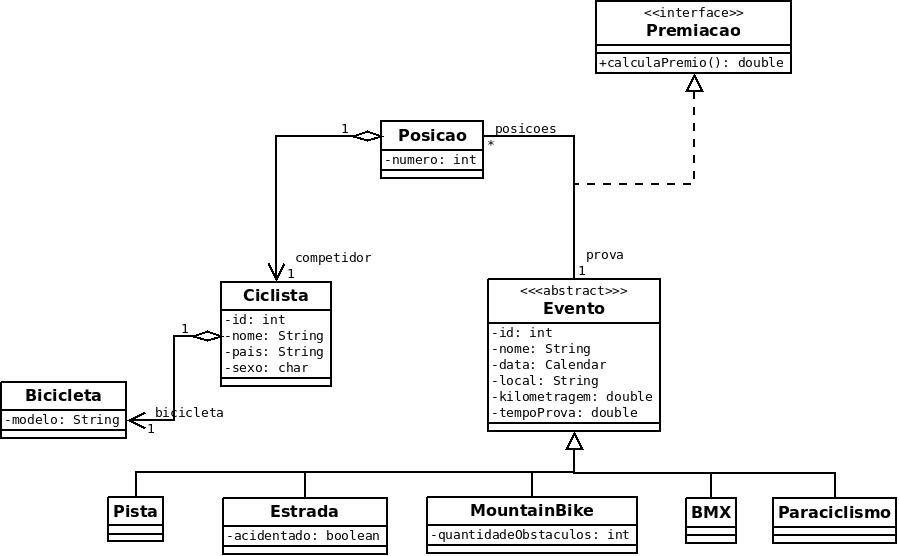 <<interface>>
Premiacao
+calculaPremio(): double
Posicao
-numero: int
1
posicoes
*
competidor
1
prova
1
Ciclista
-id: int
-nome: String
-pais: String
-sexo: char
1
<<<abstract>>>
Evento
-id: int
-nome: String
-data: Calendar
-local: String
-kilometragem: double
-tempoProva: double
Bicicleta
-modelo: String
bicicleta
1
Pista
Estrada
-acidentado: boolean
MountainBike
-quantidadeObstaculos: int
BMX
Paraciclismo